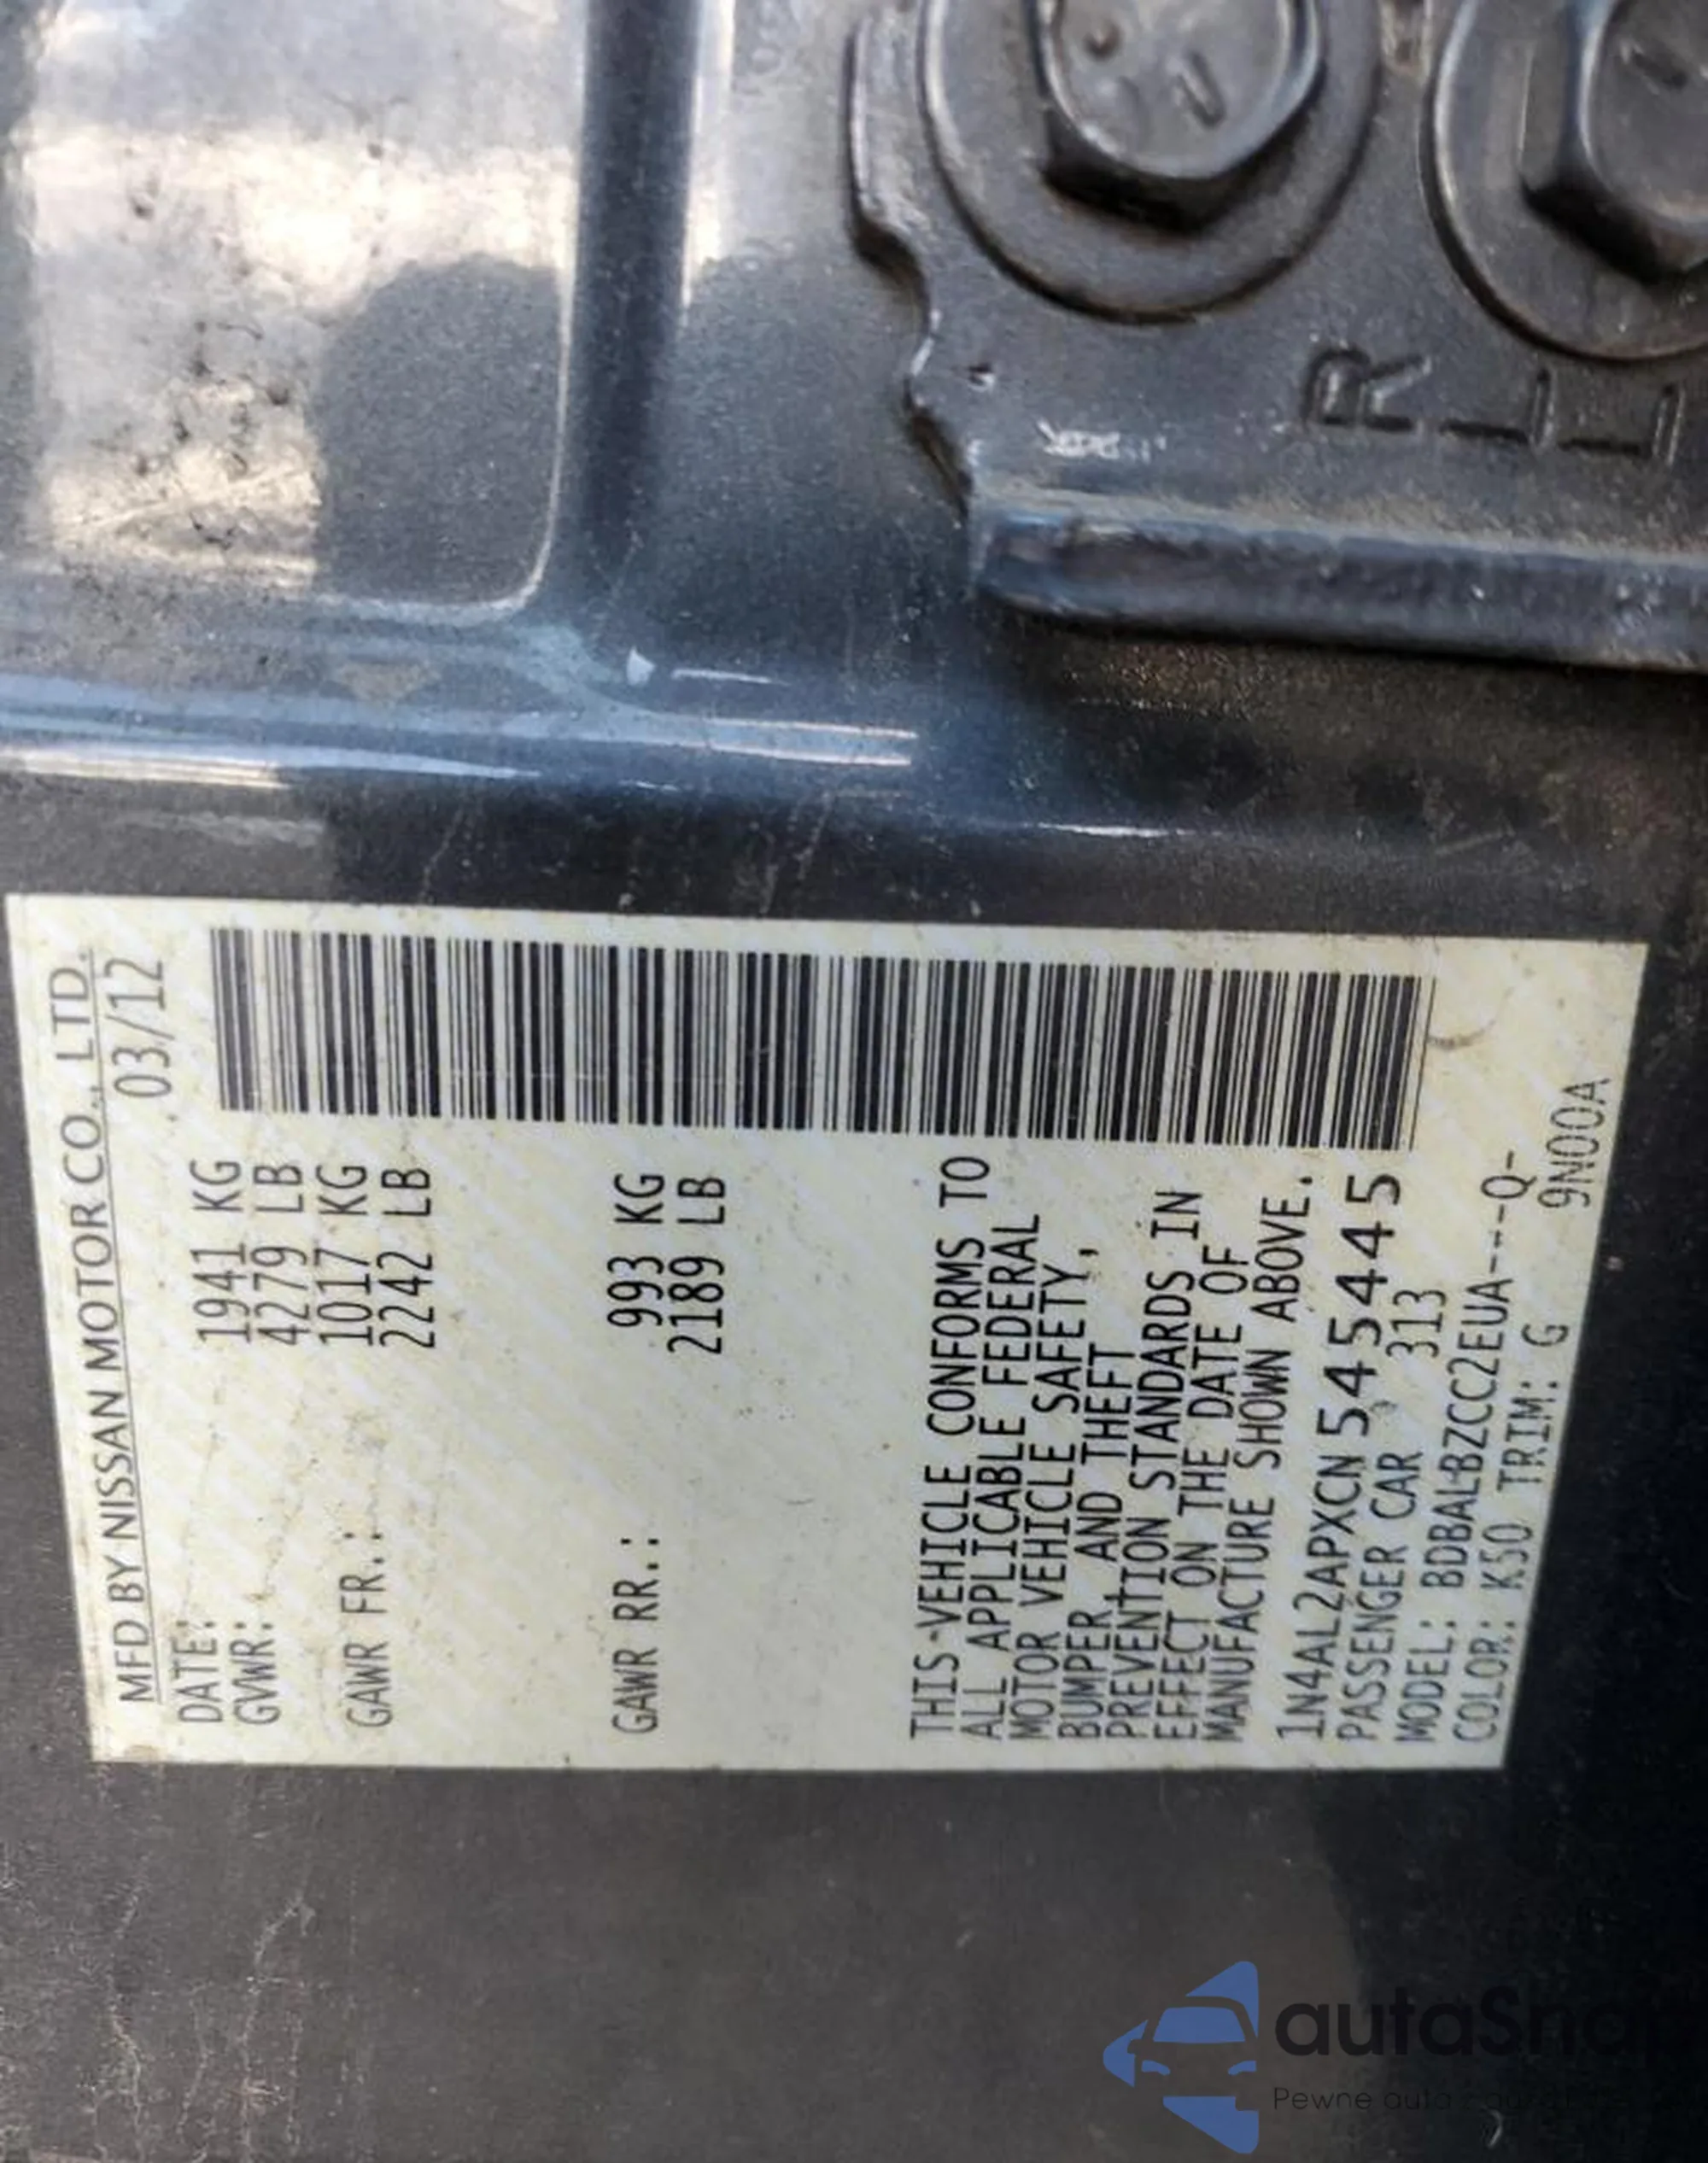 MFD BY NISSAN MOTOR CO., LTD.
DATE: 03/12
GVWR: 1941 KG
4279 LB
GAWR FR.: 1017 KG
2242 LB
GAWR RR.: 993 KG
2189 LB
THIS VEHICLE CONFORMS TO
ALL APPLICABLE FEDERAL
MOTOR VEHICLE SAFETY,
BUMPER, AND THEFT
PREVENTION STANDARDS IN
EFFECT ON THE DATE OF
MANUFACTURE SHOWN ABOVE.
1N4AL2APXCN545445
PASSENGER CAR 313
MODEL: BDBALBZCC2EUA---Q-
COLOR: K50 TRIM: G 9N00A
Pewne auta